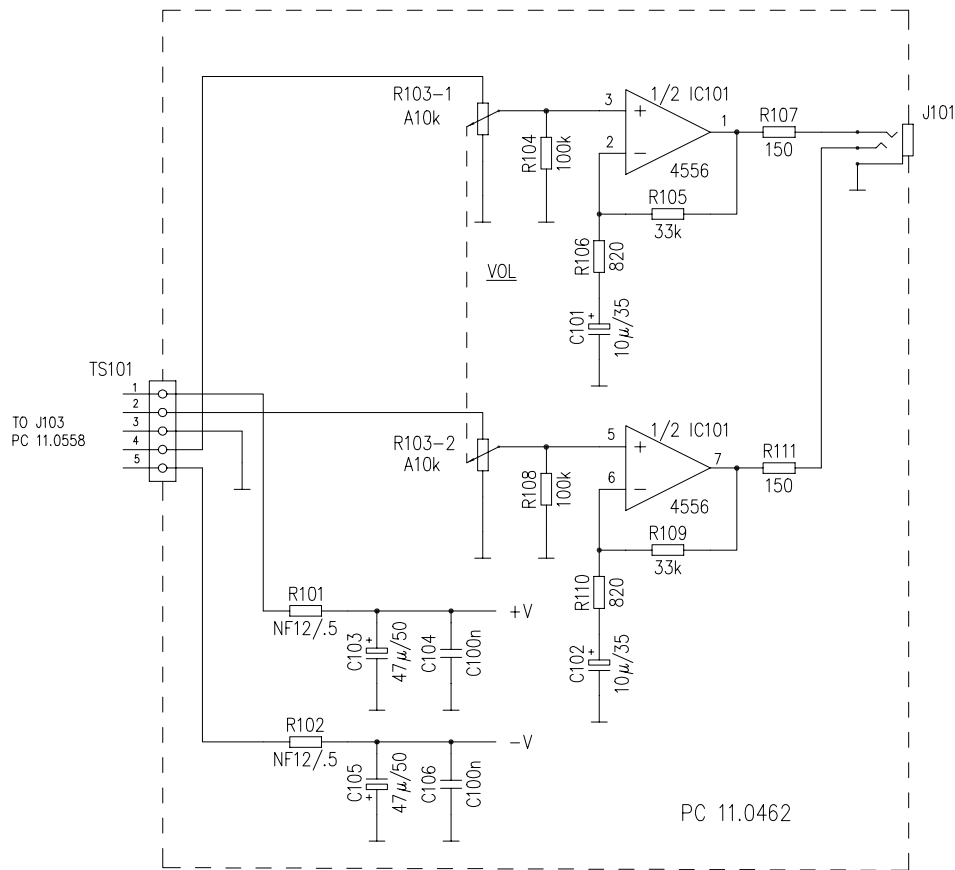 R103-1
A10k
R104
100k
3
2
+
−
1/2 IC101
1
4556
R107
150
J101
R105
33k
R106
820
C101
+
10µ/35
VOL
TS101
1
2
3
4
5
TO J103
PC 11.0558
R103-2
A10k
R108
100k
5
6
+
−
1/2 IC101
7
4556
R111
150
R109
33k
R110
820
C102
+
10µ/35
R101
NF12/.5
+V
C103
+
47µ/50
C104
C100n
R102
NF12/.5
−V
C105
+
47µ/50
C106
C100n
PC 11.0462